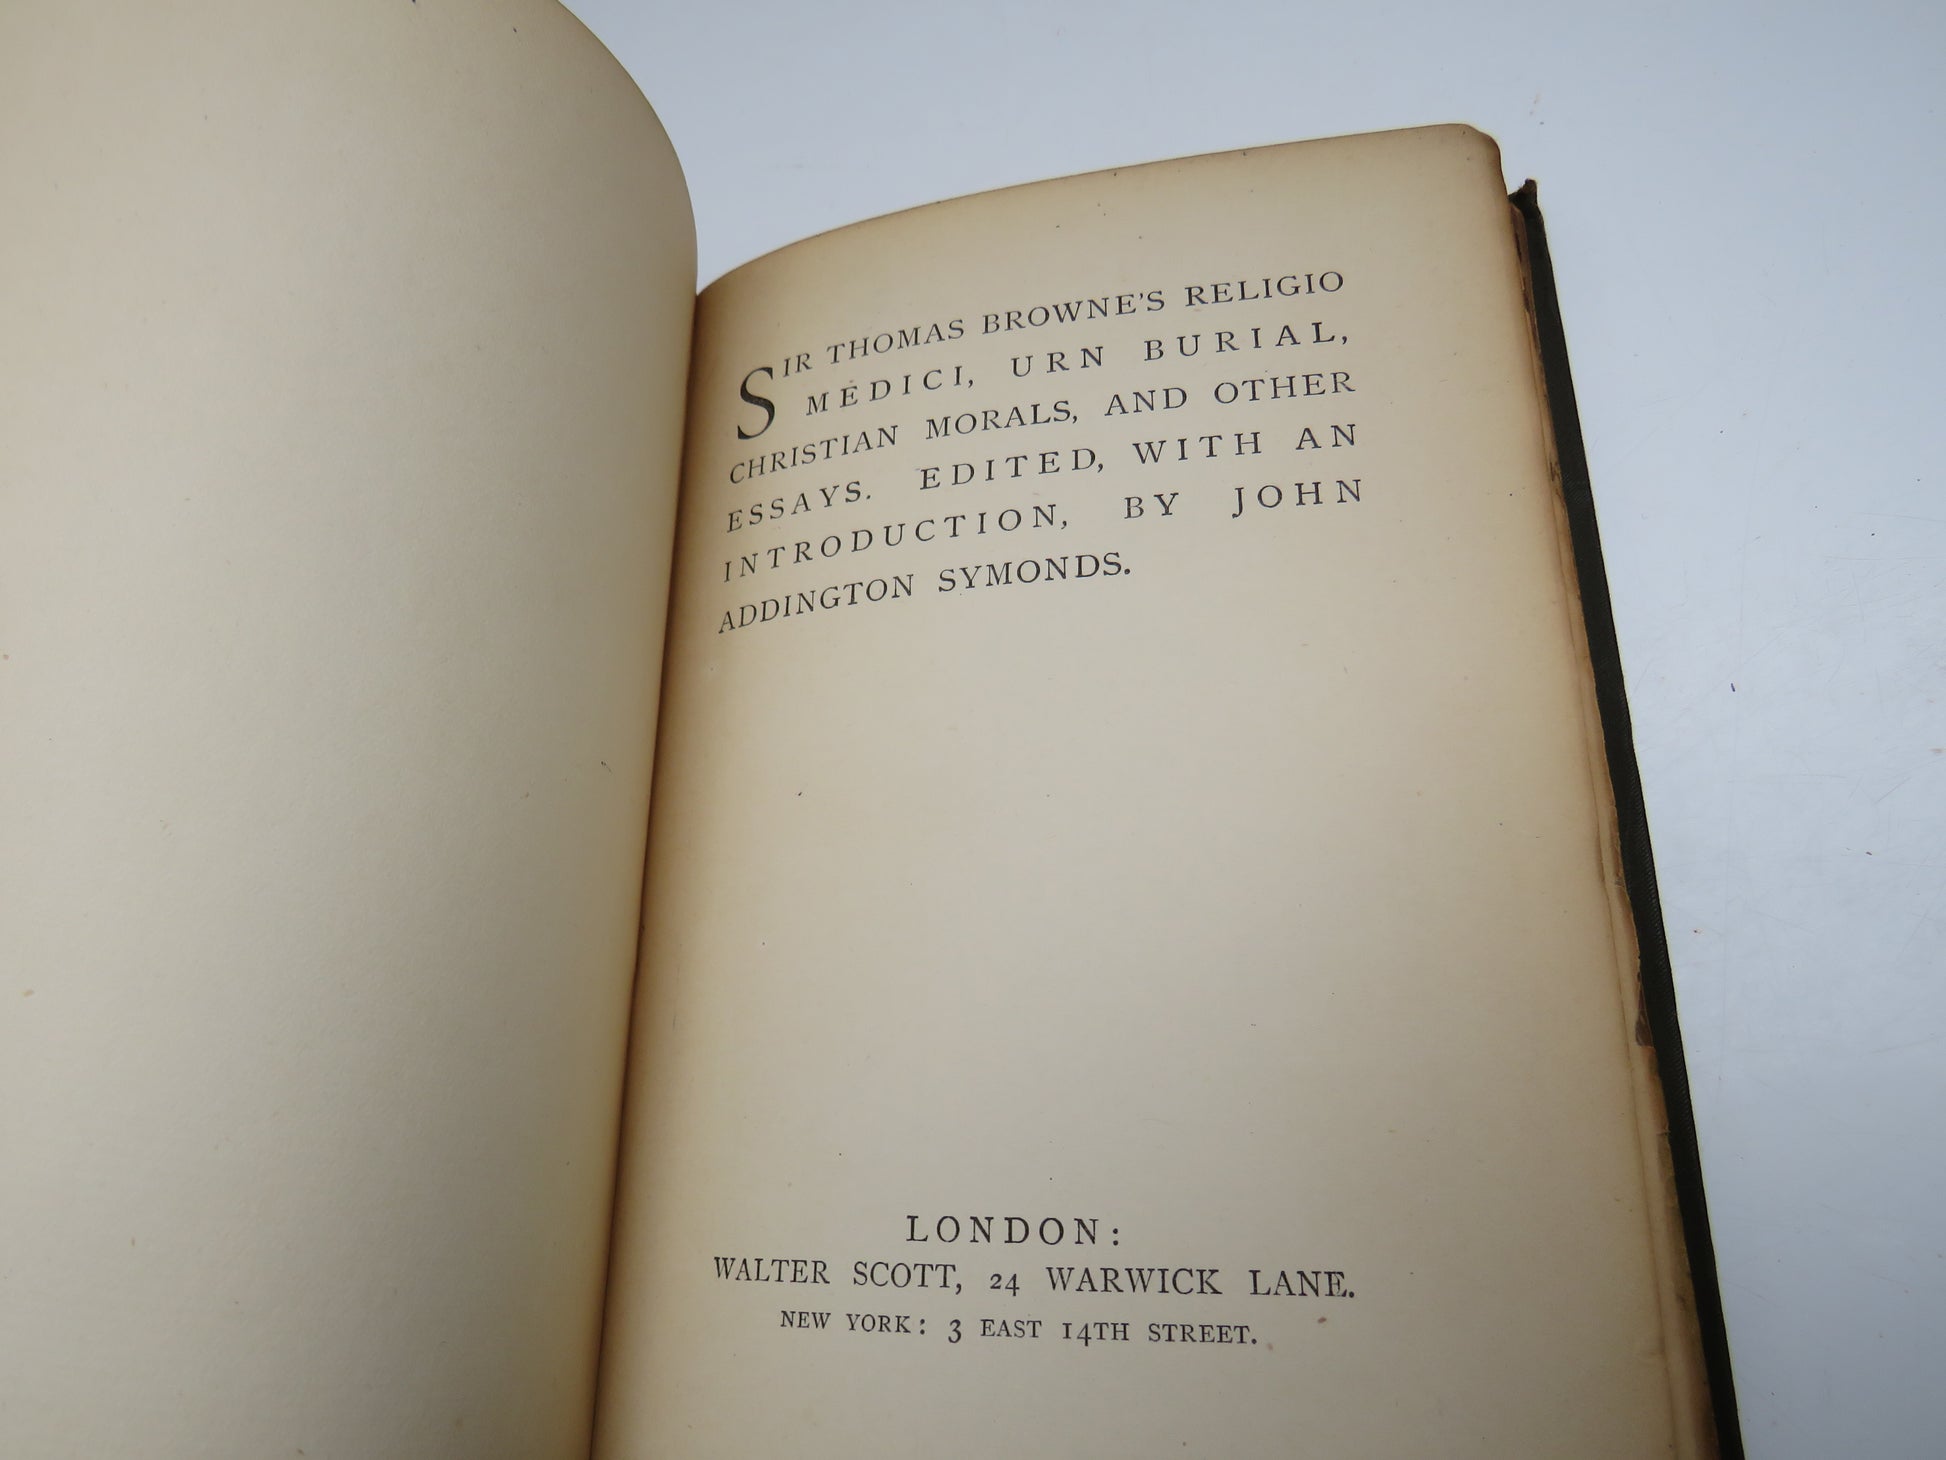 SIR THOMAS BROWNE'S RELIGIO
MEDICI, URN BURIAL,
CHRISTIAN MORALS, AND OTHER
ESSAYS. EDITED, WITH AN
INTRODUCTION, BY JOHN
ADDINGTON SYMONDS.
LONDON:
WALTER SCOTT, 24 WARWICK LANE.
NEW YORK: 3 EAST 14TH STREET.